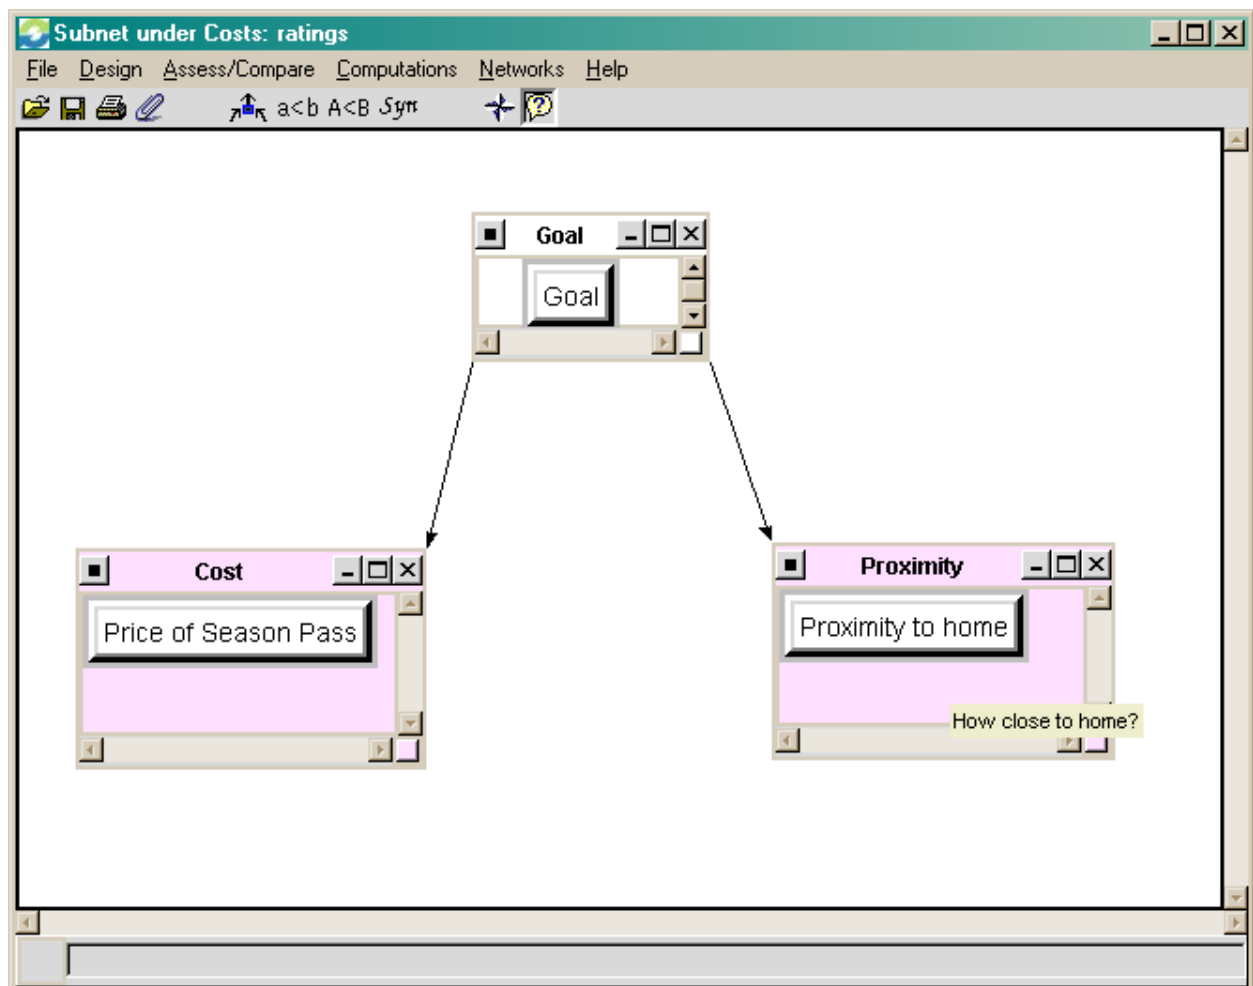 Subnet under Costs: ratings
File Design Assess/Compare Computations Networks Help
a<b A<B Syn
Goal
Goal
Cost
Price of Season Pass
Proximity
Proximity to home
How close to home?